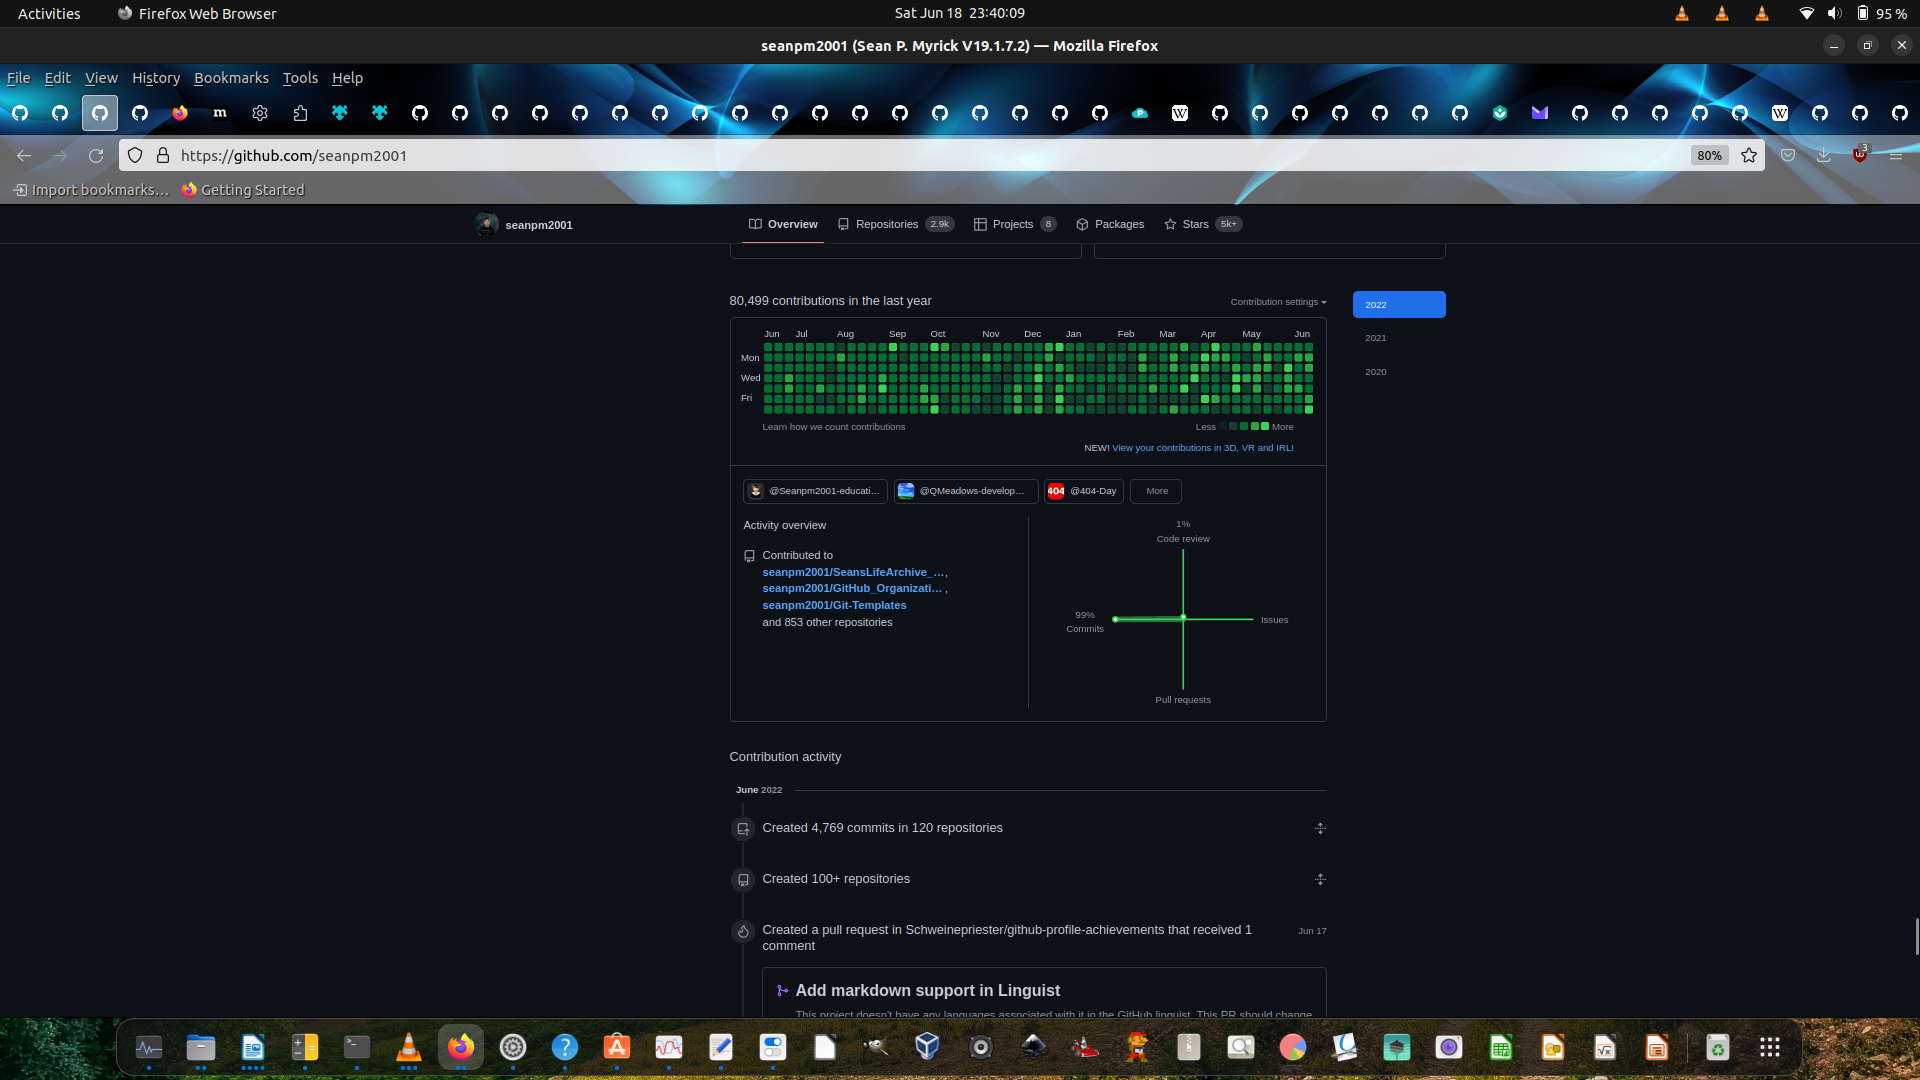 Activities Firefox Web Browser Sat Jun 18 23:40:09 95 %
seanpm2001 (Sean P. Myrick V19.1.7.2) — Mozilla Firefox
File Edit View History Bookmarks Tools Help
https://github.com/seanpm2001 80% 3
Import bookmarks… Getting Started
seanpm2001 Overview Repositories 2.9k Projects 8 Packages Stars 5k+
80,499 contributions in the last year Contribution settings 2022
2021
2020
Jun Jul Aug Sep Oct Nov Dec Jan Feb Mar Apr May Jun
Mon
Wed
Fri
Learn how we count contributions Less More
NEW! View your contributions in 3D, VR and IRL!
@Seanpm2001-educati… @QMeadows-develop… 404 @404-Day More
Activity overview
Contributed to
seanpm2001/SeansLifeArchive_…,
seanpm2001/GitHub_Organizati… ,
seanpm2001/Git-Templates
and 853 other repositories
1%
Code review
99%
Commits
Issues
Pull requests
Contribution activity
June 2022
Created 4,769 commits in 120 repositories
Created 100+ repositories
Created a pull request in Schweinepriester/github-profile-achievements that received 1 Jun 17
comment
Add markdown support in Linguist
This project doesn't have any languages associated with it in the GitHub linguist. This PR should change